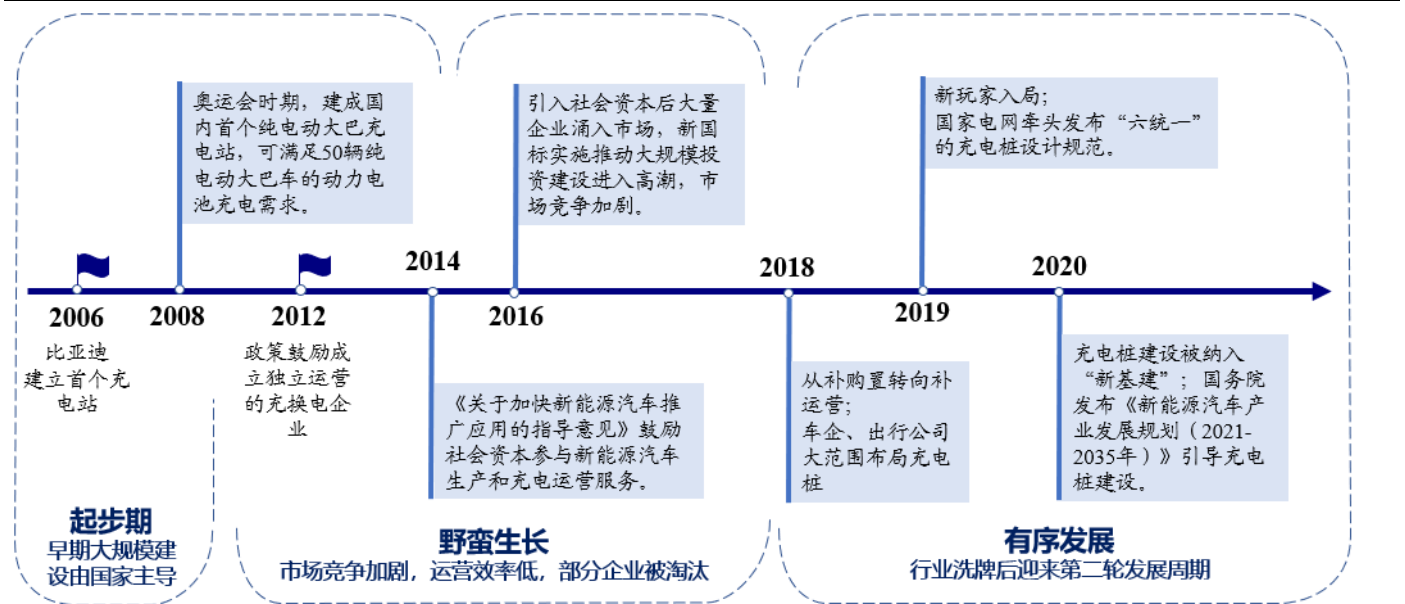 奥运会时期，建成国
内首个纯电动大巴充
电站，可满足50辆纯
电动大巴车的动力电
池充电需求。
引入社会资本后大量
企业涌入市场，新国
标实施推动大规模投
资建设进入高潮，市
场竞争加剧。
新玩家入局；
国家电网牵头发布“六统一”
的充电桩设计规范。
2006
2008
2012
2014
2016
2018
2019
2020
比亚迪
建立首个充
电站
政策鼓励成
立独立运营
的充换电企
业
《关于加快新能源汽车推
广应用的指导意见》鼓励
社会资本参与新能源汽车
生产和充电运营服务。
从补购置转向补
运营；
车企、出行公司
大范围布局充电
桩
充电桩建设被纳入
“新基建”；国务院
发布《新能源汽车产
业发展规划（2021-
2035年）》引导充电
桩建设。
起步期
早期大规模建
设由国家主导
野蛮生长
市场竞争加剧，运营效率低，部分企业被淘汰
有序发展
行业洗牌后迎来第二轮发展周期